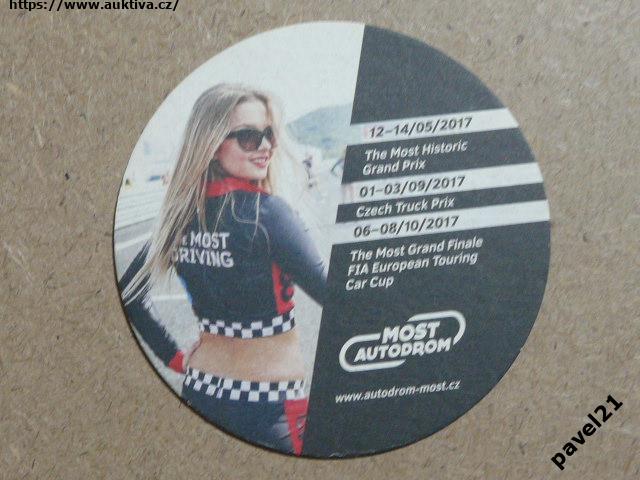 https://www.auktiva.cz/
12-14/05/2017
The Most Historic
Grand Prix
01-03/09/2017
Czech Truck Prix
06-08/10/2017
The Most Grand Finale
FIA European Touring
Car Cup
MOST
DRIVING
MOST
AUTODROM
www.autodrom-most.cz
pavel21